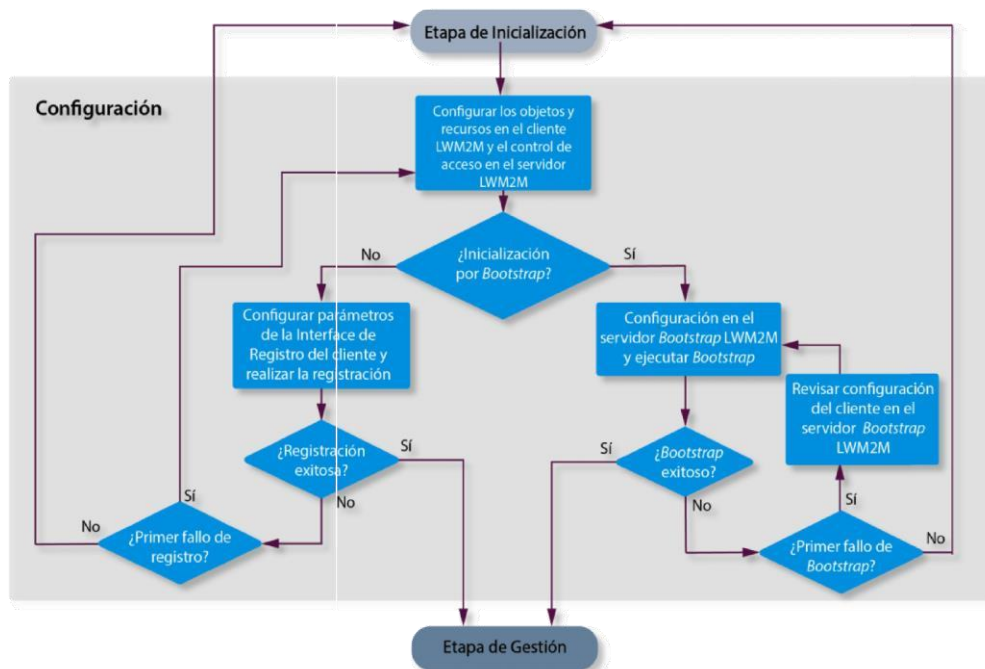 Etapa de Inicialización
Configuración
Configurar los objetos y
recursos en el cliente
LWM2M y el control de
acceso en el servidor
LWM2M
¿Inicialización
por Bootstrap?
No
Sí
Configurar parámetros
de la Interface de
Registro del cliente y
realizar la registración
Configuración en el
servidor Bootstrap LWM2M
y ejecutar Bootstrap
Revisar configuración
del cliente en el
servidor Bootstrap
LWM2M
¿Registración
exitosa?
Sí
No
¿Bootstrap
exitoso?
Sí
No
¿Primer fallo de
registro?
No
Sí
¿Primer fallo de
Bootstrap?
Sí
No
Etapa de Gestión